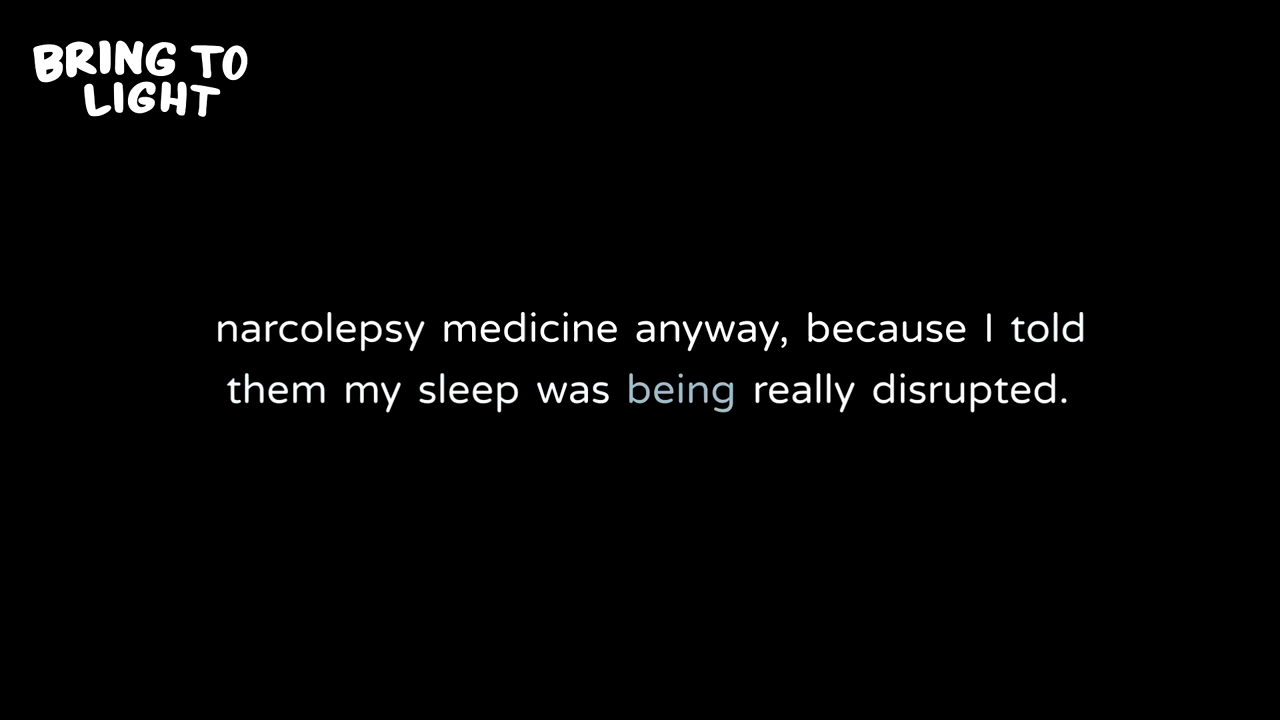 BRING TO
LIGHT
narcolepsy medicine anyway, because I told
them my sleep was being really disrupted.